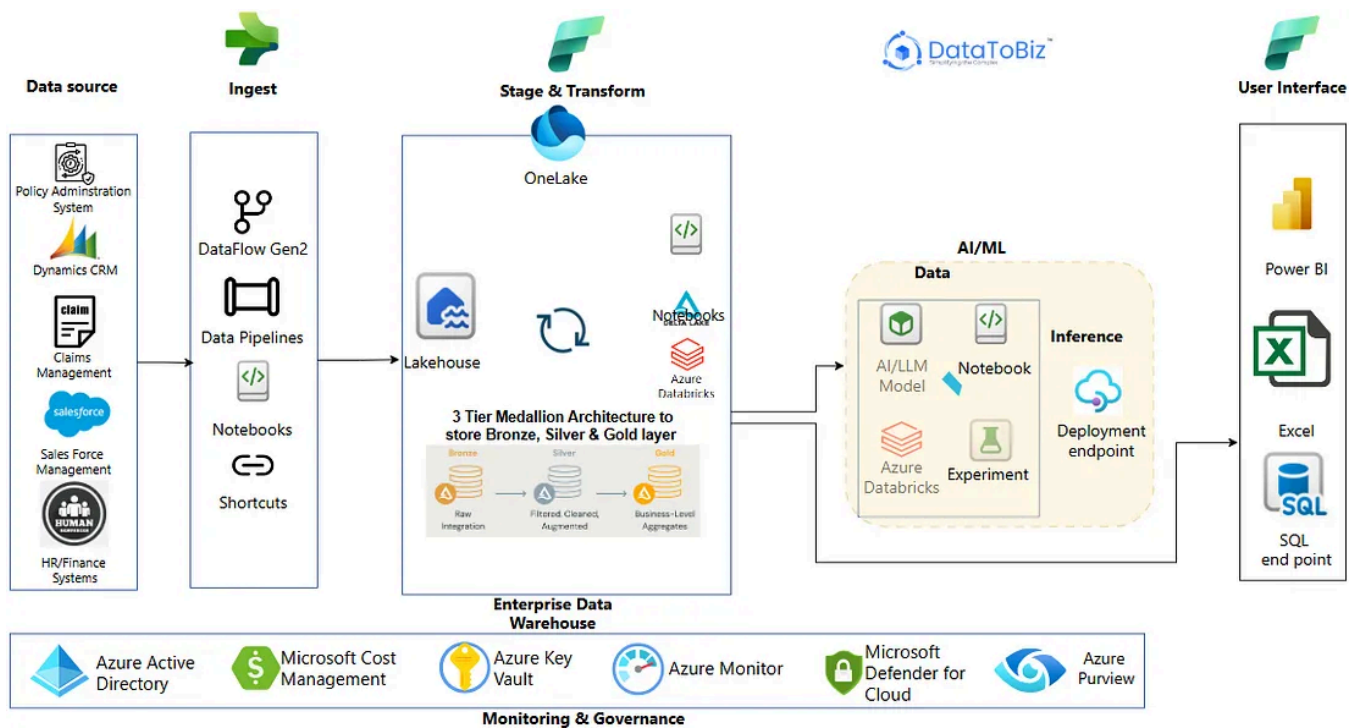 DataToBiz™
Simplifying the Complex
Data source
Ingest
Stage & Transform
User Interface
Policy Adminstration
System
Dynamics CRM
claim
Claims
Management
salesforce
Sales Force
Management
HUMAN
RESOURCES
HR/Finance
Systems
DataFlow Gen2
Data Pipelines
</>
Notebooks
Shortcuts
OneLake
Lakehouse
</>
Notebooks
DELTA LAKE
Azure
Databricks
3 Tier Medallion Architecture to
store Bronze, Silver & Gold layer
Bronze
Silver
Gold
Raw
Integration
Filtered, Cleaned,
Augmented
Business-Level
Aggregates
Enterprise Data
Warehouse
AI/ML
Data
AI/LLM
Model
</>
Notebook
Azure
Databricks
Experiment
Inference
Deployment
endpoint
Power BI
X
Excel
SQL
SQL
end point
Azure Active
Directory
$
Microsoft Cost
Management
Azure Key
Vault
Azure Monitor
Microsoft
Defender for
Cloud
Azure
Purview
Monitoring & Governance